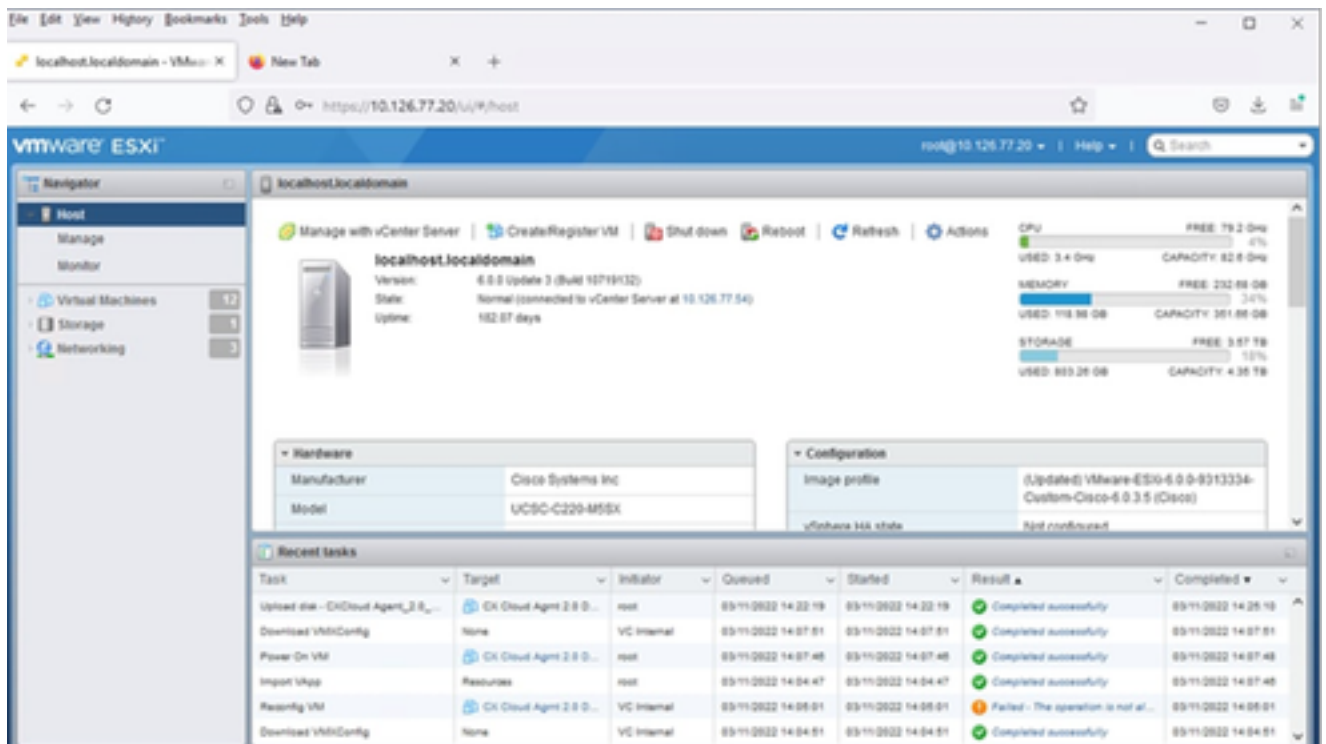 File Edit View History Bookmarks Tools Help
localhost.localdomain - VMwar
New Tab
https://10.126.77.20/ui/#/host
vmware ESXi™
root@10.126.77.20 | Help | Search
Navigator
Host
Manage
Monitor
Virtual Machines 12
Storage 1
Networking 3
localhost.localdomain
Manage with vCenter Server | Create/Register VM | Shut down Reboot | Refresh | Actions
localhost.localdomain
Version: 6.0.0 Update 3 (Build 10719132)
State: Normal (connected to vCenter Server at 10.126.77.54)
Uptime: 182.07 days
CPU FREE: 79.2 GHz
4%
USED: 3.4 GHz CAPACITY: 82.6 GHz
MEMORY FREE: 232.68 GB
34%
USED: 118.98 GB CAPACITY: 351.66 GB
STORAGE FREE: 3.57 TB
18%
USED: 803.26 GB CAPACITY: 4.35 TB
Hardware
Manufacturer Cisco Systems Inc
Model UCSC-C220-M5SX
Configuration
Image profile (Updated) VMware-ESXi-6.0.0-9313334-
Custom-Cisco-6.0.3.5 (Cisco)
vSphere HA state Not configured
Recent tasks
Task Target Initiator Queued Started Result Completed
Upload disk - CXCloud Agent_2.0_... CX Cloud Agnt 2.0 D... root 03/11/2022 14:22:19 03/11/2022 14:22:19 Completed successfully 03/11/2022 14:25:10
Download VMXConfig None VC Internal 03/11/2022 14:07:51 03/11/2022 14:07:51 Completed successfully 03/11/2022 14:07:51
Power On VM CX Cloud Agnt 2.0 D... root 03/11/2022 14:07:48 03/11/2022 14:07:48 Completed successfully 03/11/2022 14:07:48
Import VApp Resources root 03/11/2022 14:04:47 03/11/2022 14:04:47 Completed successfully 03/11/2022 14:07:48
Reconfig VM CX Cloud Agnt 2.0 D... VC Internal 03/11/2022 14:05:01 03/11/2022 14:05:01 Failed - The operation is not al... 03/11/2022 14:05:01
Download VMXConfig None VC Internal 03/11/2022 14:04:51 03/11/2022 14:04:51 Completed successfully 03/11/2022 14:04:51